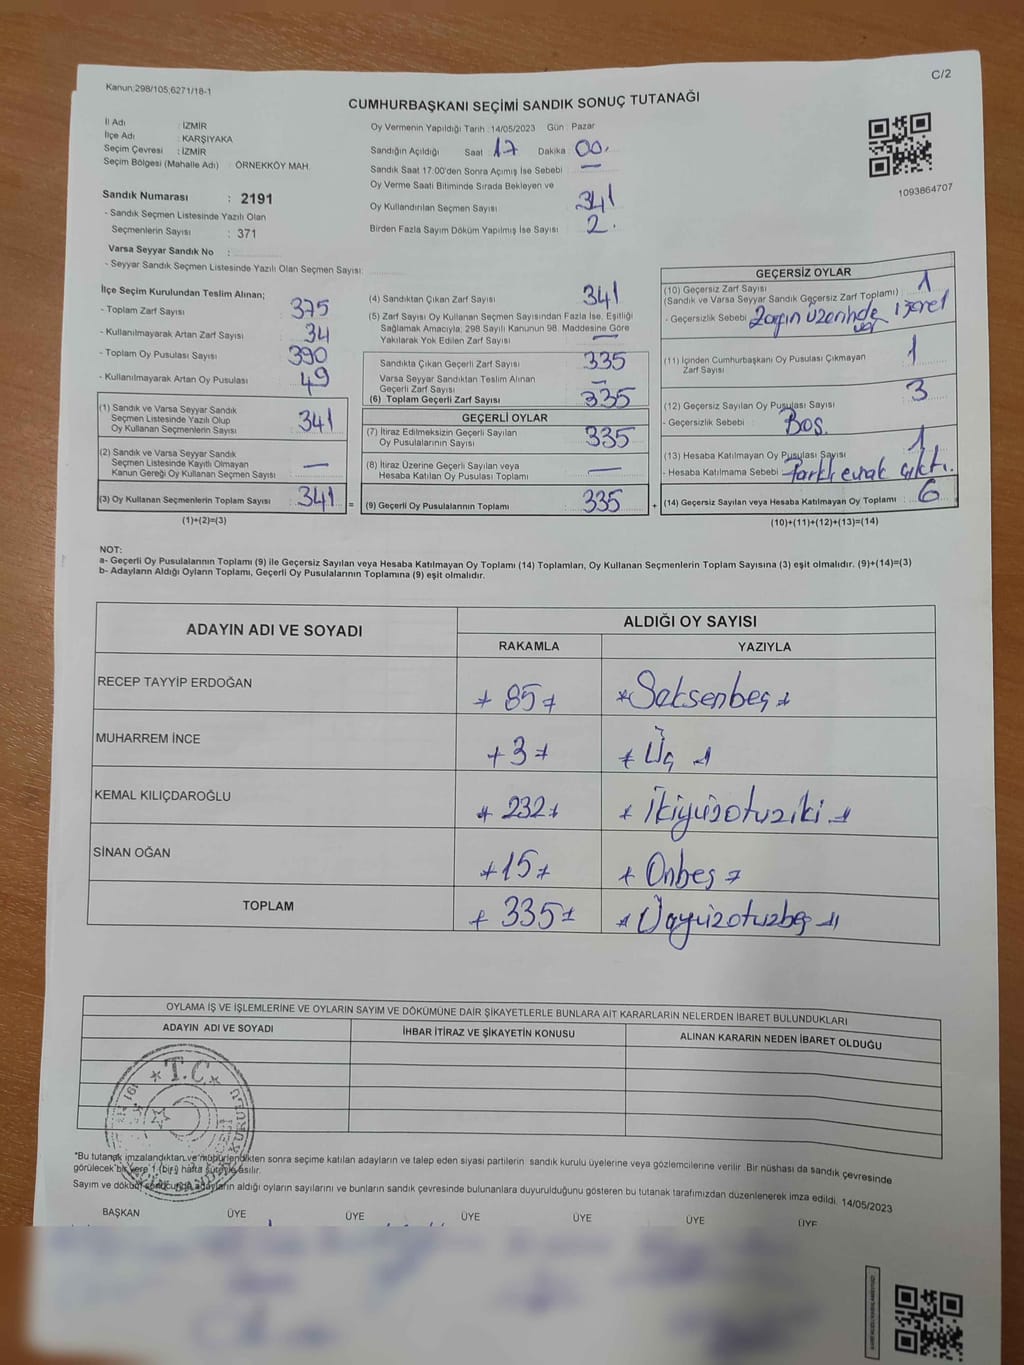 Kanun:298/105,6271/18-1
C/2
CUMHURBAŞKANI SEÇİMİ SANDIK SONUÇ TUTANAĞI
İl Adı : İZMİR
İlçe Adı : KARŞIYAKA
Seçim Çevresi : İZMİR
Seçim Bölgesi (Mahalle Adı) : ÖRNEKKÖY MAH.
Sandık Numarası : 2191
- Sandık Seçmen Listesinde Yazılı Olan
Seçmenlerin Sayısı : 371
Varsa Seyyar Sandık No :
- Seyyar Sandık Seçmen Listesinde Yazılı Olan Seçmen Sayısı:
Oy Vermenin Yapıldığı Tarih : 14/05/2023 Gün : Pazar
Sandığın Açıldığı Saat : 17 Dakika : 00.
Sandık Saat 17.00'den Sonra Açılmış İse Sebebi : —
Oy Verme Saati Bitiminde Sırada Bekleyen ve
Oy Kullandırılan Seçmen Sayısı : 341
Birden Fazla Sayım Döküm Yapılmış İse Sayısı : 2.
1093864707
İlçe Seçim Kurulundan Teslim Alınan;
- Toplam Zarf Sayısı : 375
- Kullanılmayarak Artan Zarf Sayısı : 34
- Toplam Oy Pusulası Sayısı : 390
- Kullanılmayarak Artan Oy Pusulası : 49
(1) Sandık ve Varsa Seyyar Sandık
Seçmen Listesinde Yazılı Olup
Oy Kullanan Seçmenlerin Sayısı : 341
(2) Sandık ve Varsa Seyyar Sandık
Seçmen Listesinde Kayıtlı Olmayan
Kanun Gereği Oy Kullanan Seçmen Sayısı : —
(3) Oy Kullanan Seçmenlerin Toplam Sayısı : 341 =
(1)+(2)=(3)
(4) Sandıktan Çıkan Zarf Sayısı : 341
(5) Zarf Sayısı Oy Kullanan Seçmen Sayısından Fazla İse, Eşitliği
Sağlamak Amacıyla; 298 Sayılı Kanunun 98. Maddesine Göre
Yakılarak Yok Edilen Zarf Sayısı : —
Sandıkta Çıkan Geçerli Zarf Sayısı : 335
Varsa Seyyar Sandıktan Teslim Alınan
Geçerli Zarf Sayısı : —
(6) Toplam Geçerli Zarf Sayısı : 335
GEÇERLİ OYLAR
(7) İtiraz Edilmeksizin Geçerli Sayılan
Oy Pusulalarının Sayısı : 335
(8) İtiraz Üzerine Geçerli Sayılan veya
Hesaba Katılan Oy Pusulası Toplamı : —
(9) Geçerli Oy Pusulalarının Toplamı : 335 +
GEÇERSİZ OYLAR
(10) Geçersiz Zarf Sayısı : 1
(Sandık ve Varsa Seyyar Sandık Geçersiz Zarf Toplamı)
- Geçersizlik Sebebi : Zarfın üzerinde işaret var
(11) İçinden Cumhurbaşkanı Oy Pusulası Çıkmayan
Zarf Sayısı : 1
(12) Geçersiz Sayılan Oy Pusulası Sayısı : 3
- Geçersizlik Sebebi : Boş.
(13) Hesaba Katılmayan Oy Pusulası Sayısı : 1
- Hesaba Katılmama Sebebi : Farklı evrak çıktı.
(14) Geçersiz Sayılan veya Hesaba Katılmayan Oy Toplamı : 6
(10)+(11)+(12)+(13)=(14)
NOT:
a- Geçerli Oy Pusulalarının Toplamı (9) ile Geçersiz Sayılan veya Hesaba Katılmayan Oy Toplamı (14) Toplamları, Oy Kullanan Seçmenlerin Toplam Sayısına (3) eşit olmalıdır. (9)+(14)=(3)
b- Adayların Aldığı Oyların Toplamı, Geçerli Oy Pusulalarının Toplamına (9) eşit olmalıdır.
ADAYIN ADI VE SOYADI
ALDIĞI OY SAYISI
RAKAMLA YAZIYLA
RECEP TAYYİP ERDOĞAN 85 Seksenbeş
MUHARREM İNCE 3 Üç
KEMAL KILIÇDAROĞLU 232 İkiyüzotuziki
SİNAN OĞAN 15 Onbeş
TOPLAM 335 Üçyüzotuzbeş
OYLAMA İŞ VE İŞLEMLERİNE VE OYLARIN SAYIM VE DÖKÜMÜNE DAİR ŞİKAYETLERLE BUNLARA AİT KARARLARIN NELERDEN İBARET BULUNDUKLARI
ADAYIN ADI VE SOYADI İHBAR İTİRAZ VE ŞİKAYETİN KONUSU ALINAN KARARIN NEDEN İBARET OLDUĞU
T.C.
*Bu tutanak imzalandıktan ve mühürlendikten sonra seçime katılan adayların ve talep eden siyasi partilerin sandık kurulu üyelerine veya gözlemcilerine verilir. Bir nüshası da sandık çevresinde
görülecek bir yere 1 (bir) hafta süreyle asılır.
Sayım ve döküm sonucunda adayların aldığı oyların sayılarını ve bunların sandık çevresinde bulunanlara duyurulduğunu gösteren bu tutanak tarafımızdan düzenlenerek imza edildi. 14/05/2023
BAŞKAN ÜYE ÜYE ÜYE ÜYE ÜYE ÜYE